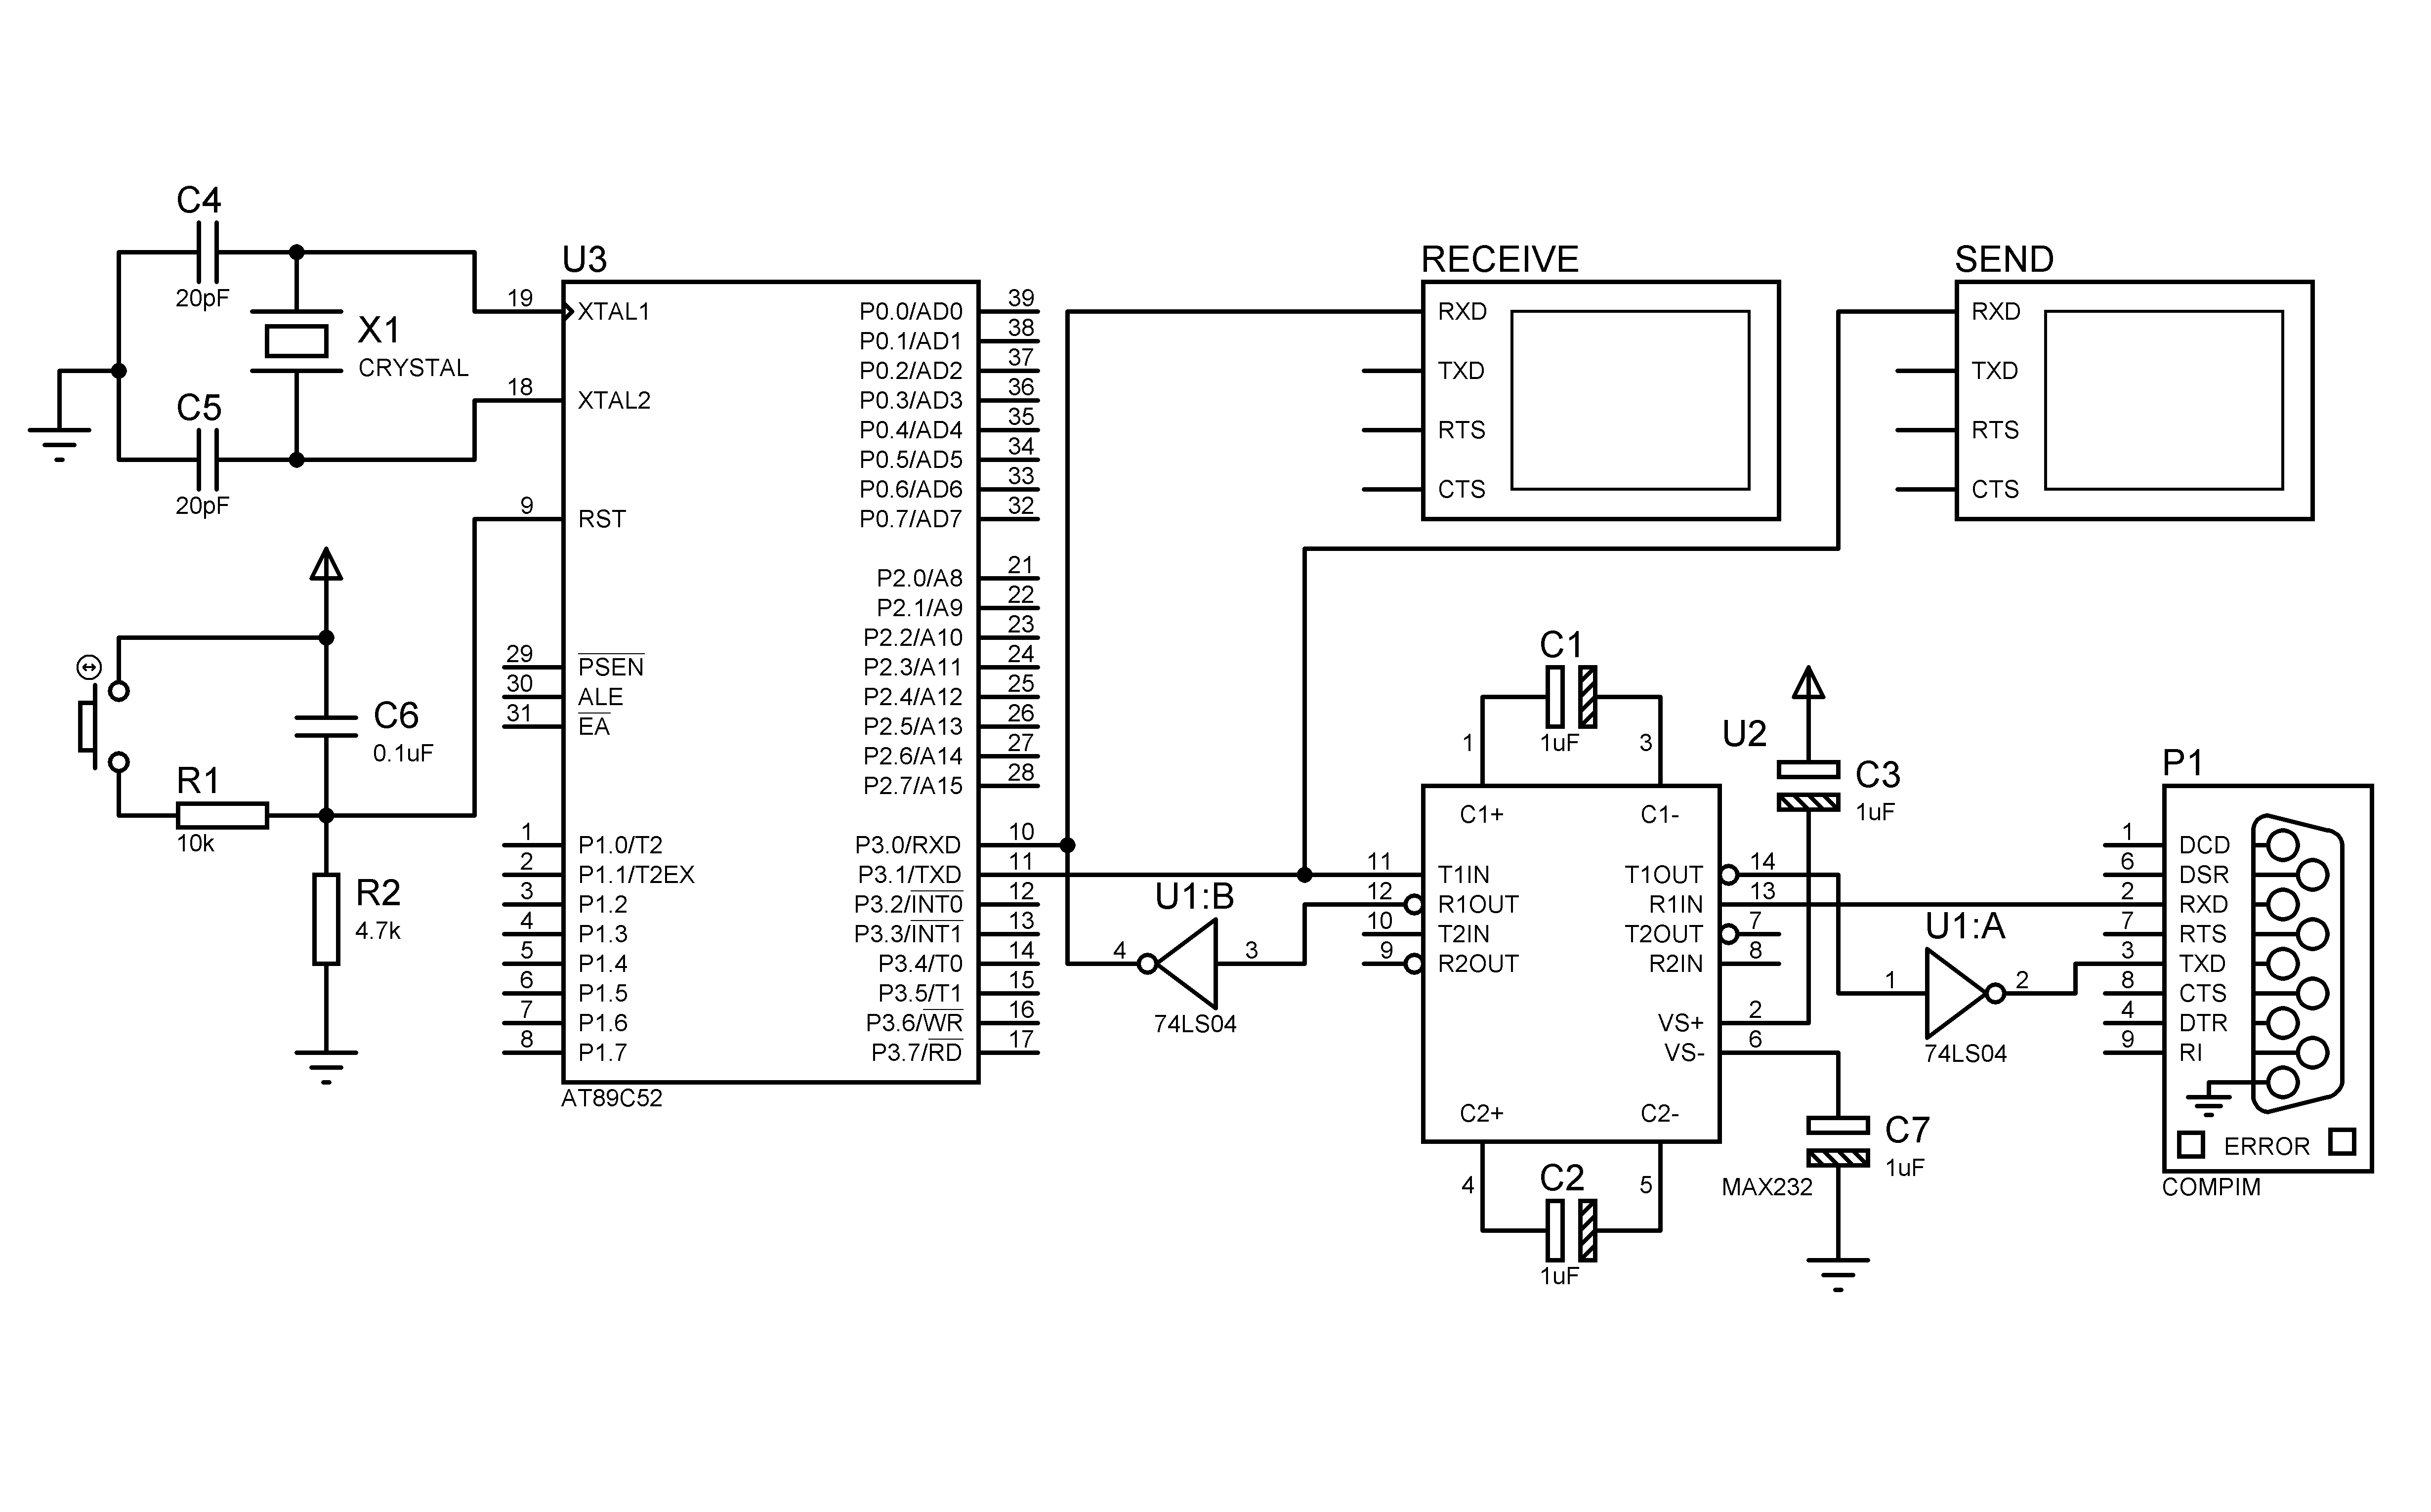 C4
20pF
X1
CRYSTAL
C5
20pF
C6
0.1uF
R1
10k
R2
4.7k
U3
19 XTAL1
18 XTAL2
9 RST
29 PSEN
30 ALE
31 EA
1 P1.0/T2
2 P1.1/T2EX
3 P1.2
4 P1.3
5 P1.4
6 P1.5
7 P1.6
8 P1.7
P0.0/AD0 39
P0.1/AD1 38
P0.2/AD2 37
P0.3/AD3 36
P0.4/AD4 35
P0.5/AD5 34
P0.6/AD6 33
P0.7/AD7 32
P2.0/A8 21
P2.1/A9 22
P2.2/A10 23
P2.3/A11 24
P2.4/A12 25
P2.5/A13 26
P2.6/A14 27
P2.7/A15 28
P3.0/RXD 10
P3.1/TXD 11
P3.2/INT0 12
P3.3/INT1 13
P3.4/T0 14
P3.5/T1 15
P3.6/WR 16
P3.7/RD 17
AT89C52
RECEIVE
RXD
TXD
RTS
CTS
SEND
RXD
TXD
RTS
CTS
U1:B
4 3
74LS04
C1
1uF
1 3
U2
C1+ C1-
11 T1IN T1OUT 14
12 R1OUT R1IN 13
10 T2IN T2OUT 7
9 R2OUT R2IN 8
VS+ 2
VS- 6
C2+ C2-
MAX232
4 5
C2
1uF
C3
1uF
C7
1uF
U1:A
1 2
74LS04
P1
1 DCD
6 DSR
2 RXD
7 RTS
3 TXD
8 CTS
4 DTR
9 RI
ERROR
COMPIM